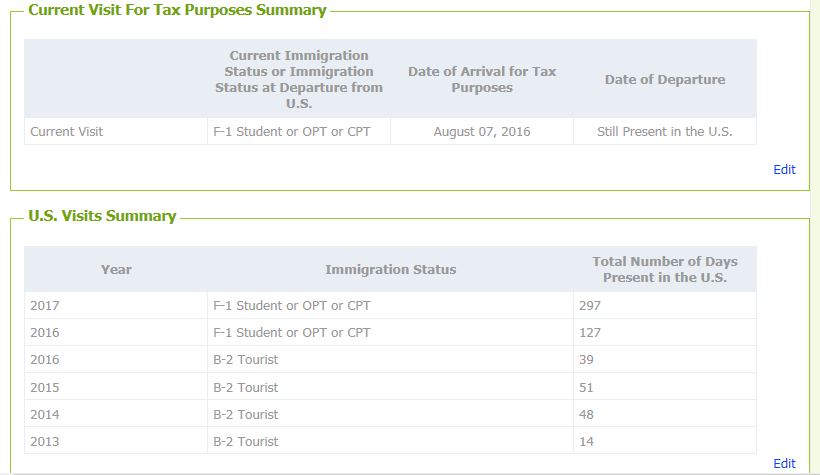 Current Visit For Tax Purposes Summary
Current Immigration
Status or Immigration
Status at Departure from
U.S.
Date of Arrival for Tax
Purposes
Date of Departure
Current Visit F-1 Student or OPT or CPT August 07, 2016 Still Present in the U.S.
Edit
U.S. Visits Summary
Year Immigration Status Total Number of Days
Present in the U.S.
2017 F-1 Student or OPT or CPT 297
2016 F-1 Student or OPT or CPT 127
2016 B-2 Tourist 39
2015 B-2 Tourist 51
2014 B-2 Tourist 48
2013 B-2 Tourist 14
Edit